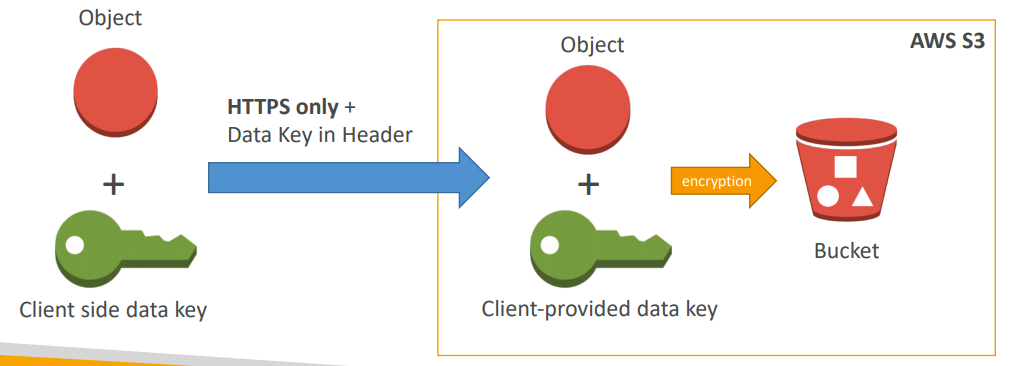 Object
+
Client side data key
HTTPS only +
Data Key in Header
AWS S3
Object
+
Client-provided data key
encryption
Bucket